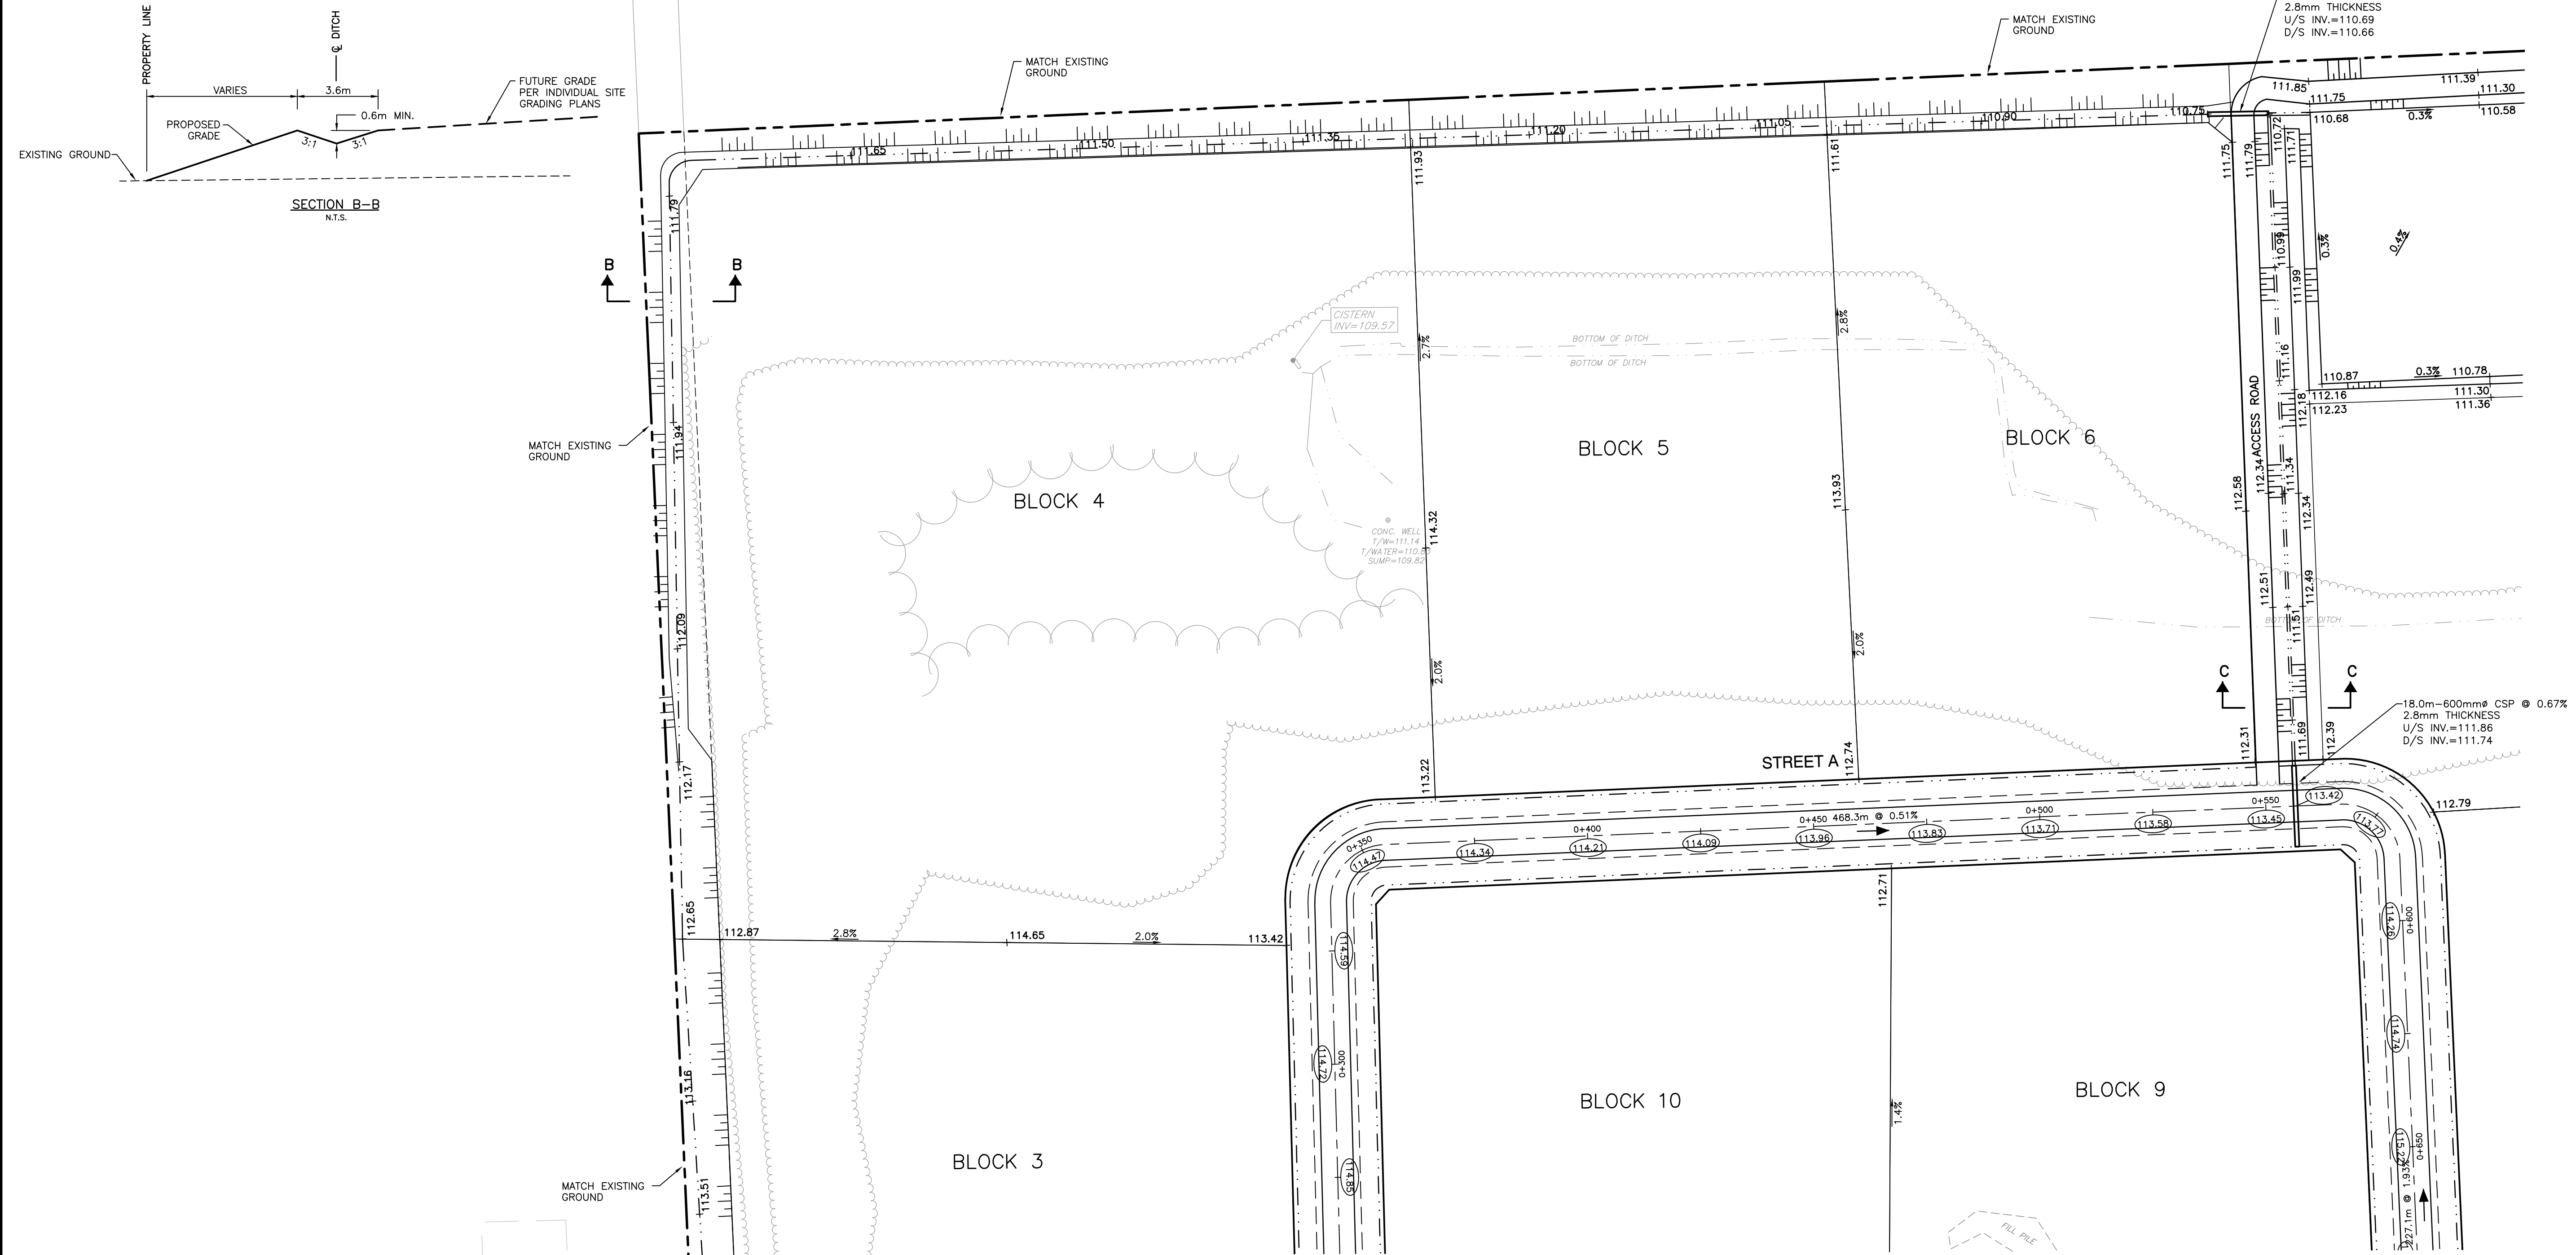 PROPERTY LINE
℄ DITCH
VARIES
3.6m
FUTURE GRADE
PER INDIVIDUAL SITE
GRADING PLANS
0.6m MIN.
PROPOSED
GRADE
3:1
3:1
EXISTING GROUND
SECTION B-B
N.T.S.
MATCH EXISTING
GROUND
MATCH EXISTING
GROUND
2.8mm THICKNESS
U/S INV.=110.69
D/S INV.=110.66
111.39
111.85
111.30
111.75
110.58
110.68
0.3%
111.65
111.50
111.35
111.20
111.05
110.90
110.75
111.79
111.93
111.61
111.75
111.79
110.72
111.71
B
B
110.99
111.99
0.3%
0.4%
CISTERN
INV=109.57
2.7%
2.8%
BOTTOM OF DITCH
BOTTOM OF DITCH
111.16
110.87
0.3%
110.78
112.16
111.30
112.23
111.36
112.18
ACCESS ROAD
MATCH EXISTING
GROUND
111.94
BLOCK 4
BLOCK 5
BLOCK 6
114.32
113.93
112.58
112.34
111.34
112.34
CONC. WELL
T/W=111.14
T/WATER=110.8
SUMP=109.82
112.09
2.0%
2.0%
112.51
112.49
111.51
BOTTOM OF DITCH
C
C
18.0m-600mmø CSP @ 0.67%
2.8mm THICKNESS
U/S INV.=111.86
D/S INV.=111.74
112.17
113.22
112.74
STREET A
112.31
111.69
112.39
0+350
114.47
114.34
0+400
114.21
114.09
0+450
468.3m @ 0.51%
113.96
113.83
0+500
113.71
113.58
0+550
113.45
113.42
113.77
112.79
112.65
112.87
2.8%
114.65
2.0%
113.42
112.71
114.59
114.26
0+600
114.72
0+300
114.74
113.16
BLOCK 10
BLOCK 9
1.4%
BLOCK 3
114.85
115.22
0+650
227.1m @ 1.93%
MATCH EXISTING
GROUND
113.51
FILL PILE